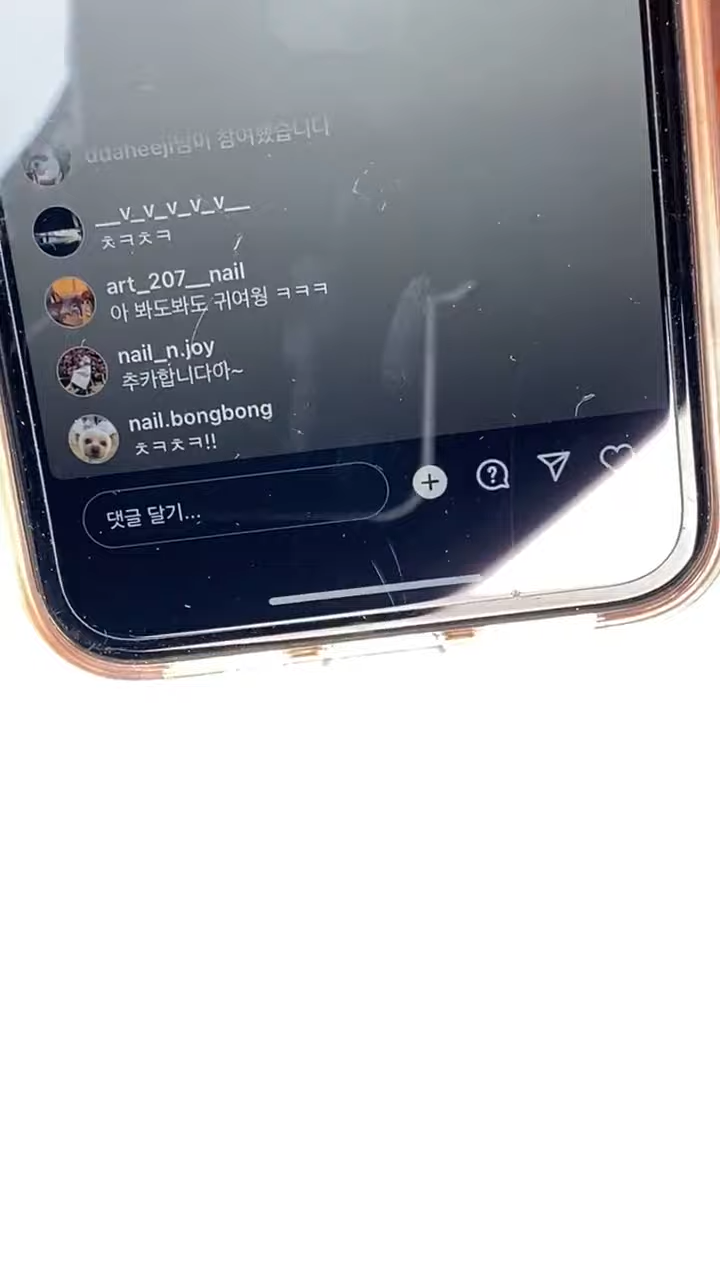 ddaheeji님이 참여했습니다
__v_v_v_v_v__
ㅊㅋㅊㅋ
art_207__nail
아 봐도봐도 귀여웡 ㅋㅋㅋ
nail_n.joy
추카합니다아~
nail.bongbong
ㅊㅋㅊㅋ!!
댓글 달기...